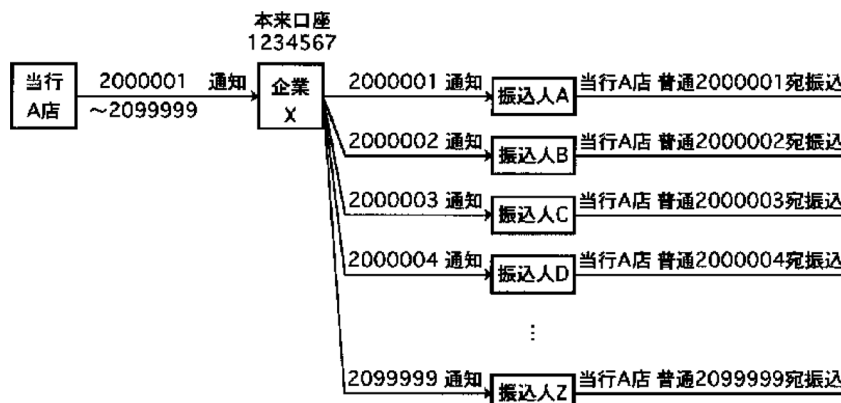 本来口座
1234567
当行
A店
2000001 通知
～2099999
企業
X
2000001 通知
振込人A
当行A店 普通2000001宛振込
2000002 通知
振込人B
当行A店 普通2000002宛振込
2000003 通知
振込人C
当行A店 普通2000003宛振込
2000004 通知
振込人D
当行A店 普通2000004宛振込
⋮
2099999 通知
振込人Z
当行A店 普通2099999宛振込